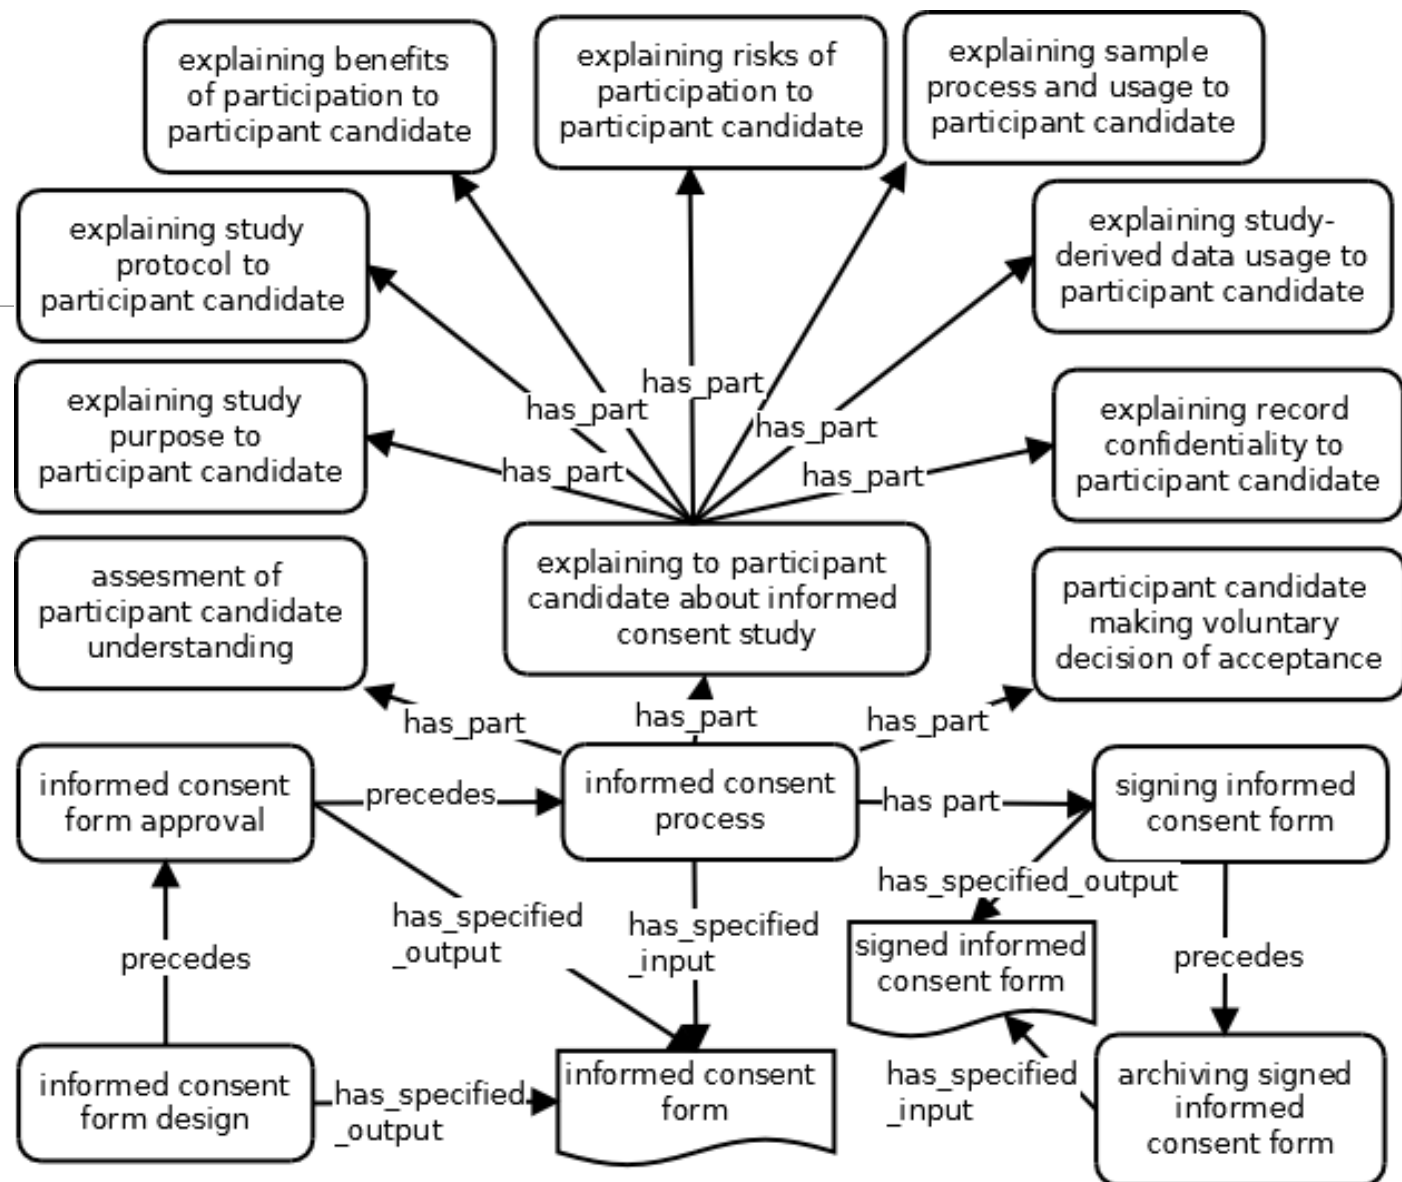 explaining benefits
of participation to
participant candidate
explaining risks of
participation to
participant candidate
explaining sample
process and usage to
participant candidate
explaining study
protocol to
participant candidate
explaining study-
derived data usage to
participant candidate
explaining study
purpose to
participant candidate
has_part
has_part
has_part
has_part
has_part
explaining record
confidentiality to
participant candidate
assesment of
participant candidate
understanding
explaining to participant
candidate about informed
consent study
participant candidate
making voluntary
decision of acceptance
has_part
has_part
has_part
informed consent
form approval
precedes
informed consent
process
has part
signing informed
consent form
has_specified
_output
has_specified
_input
has_specified_output
signed informed
consent form
precedes
precedes
informed consent
form design
has_specified
_output
informed consent
form
has_specified
_input
archiving signed
informed
consent form